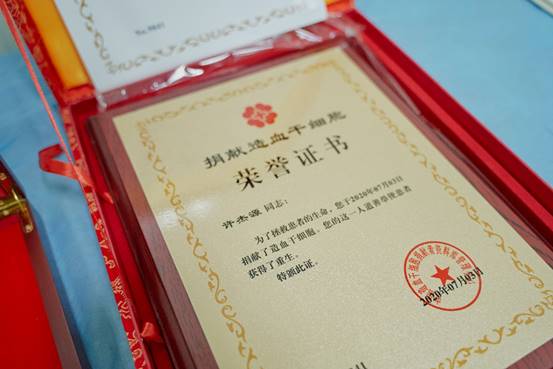 捐献造血干细胞
荣誉证书
许杰源 同志：
为了拯救患者的生命，您于2020年07月03日
捐献了造血干细胞。您的这一人道善举使患者
获得了重生。
特颁此证。
2020年07月03日